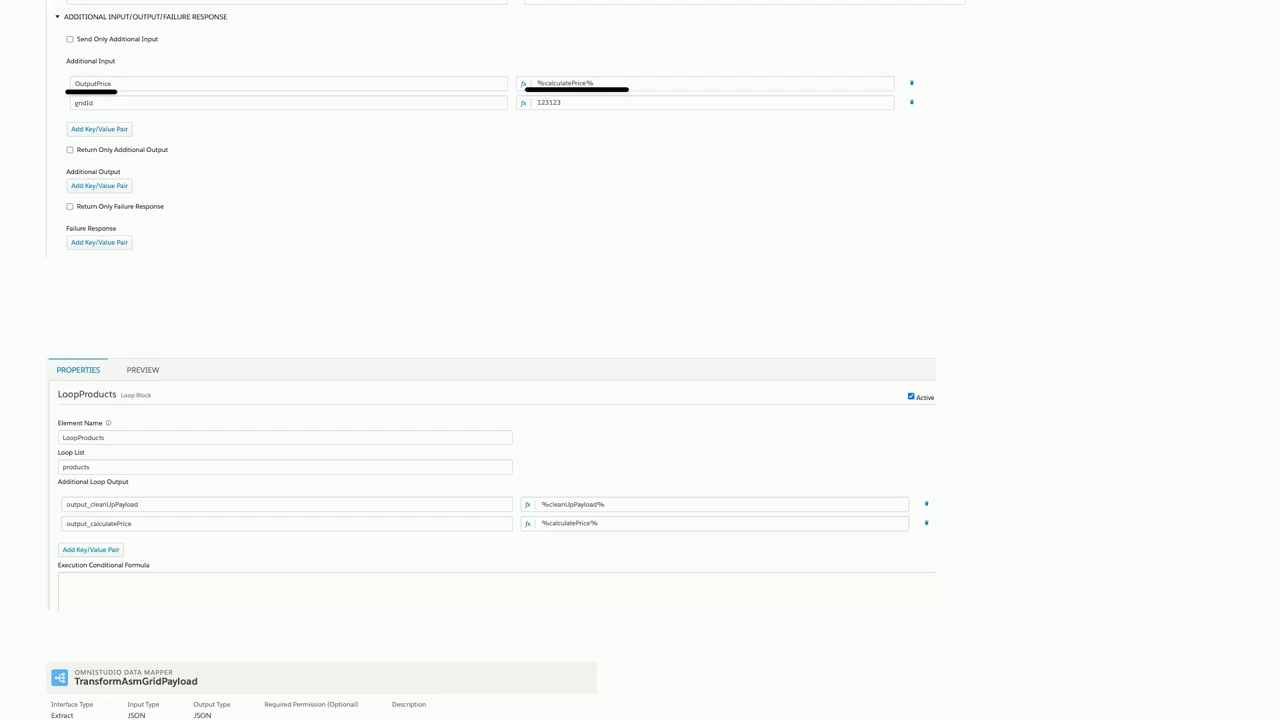 ADDITIONAL INPUT/OUTPUT/FAILURE RESPONSE
Send Only Additional Input
Additional Input
OutputPrice fx %calculatePrice%
gridId fx 123123
Add Key/Value Pair
Return Only Additional Output
Additional Output
Add Key/Value Pair
Return Only Failure Response
Failure Response
Add Key/Value Pair
PROPERTIES PREVIEW
LoopProducts Loop Block Active
Element Name
LoopProducts
Loop List
products
Additional Loop Output
output_cleanUpPayload fx %cleanUpPayload%
output_calculatePrice fx %calculatePrice%
Add Key/Value Pair
Execution Conditional Formula
OMNISTUDIO DATA MAPPER
TransformAsmGridPayload
Interface Type Input Type Output Type Required Permission (Optional) Description
Extract JSON JSON